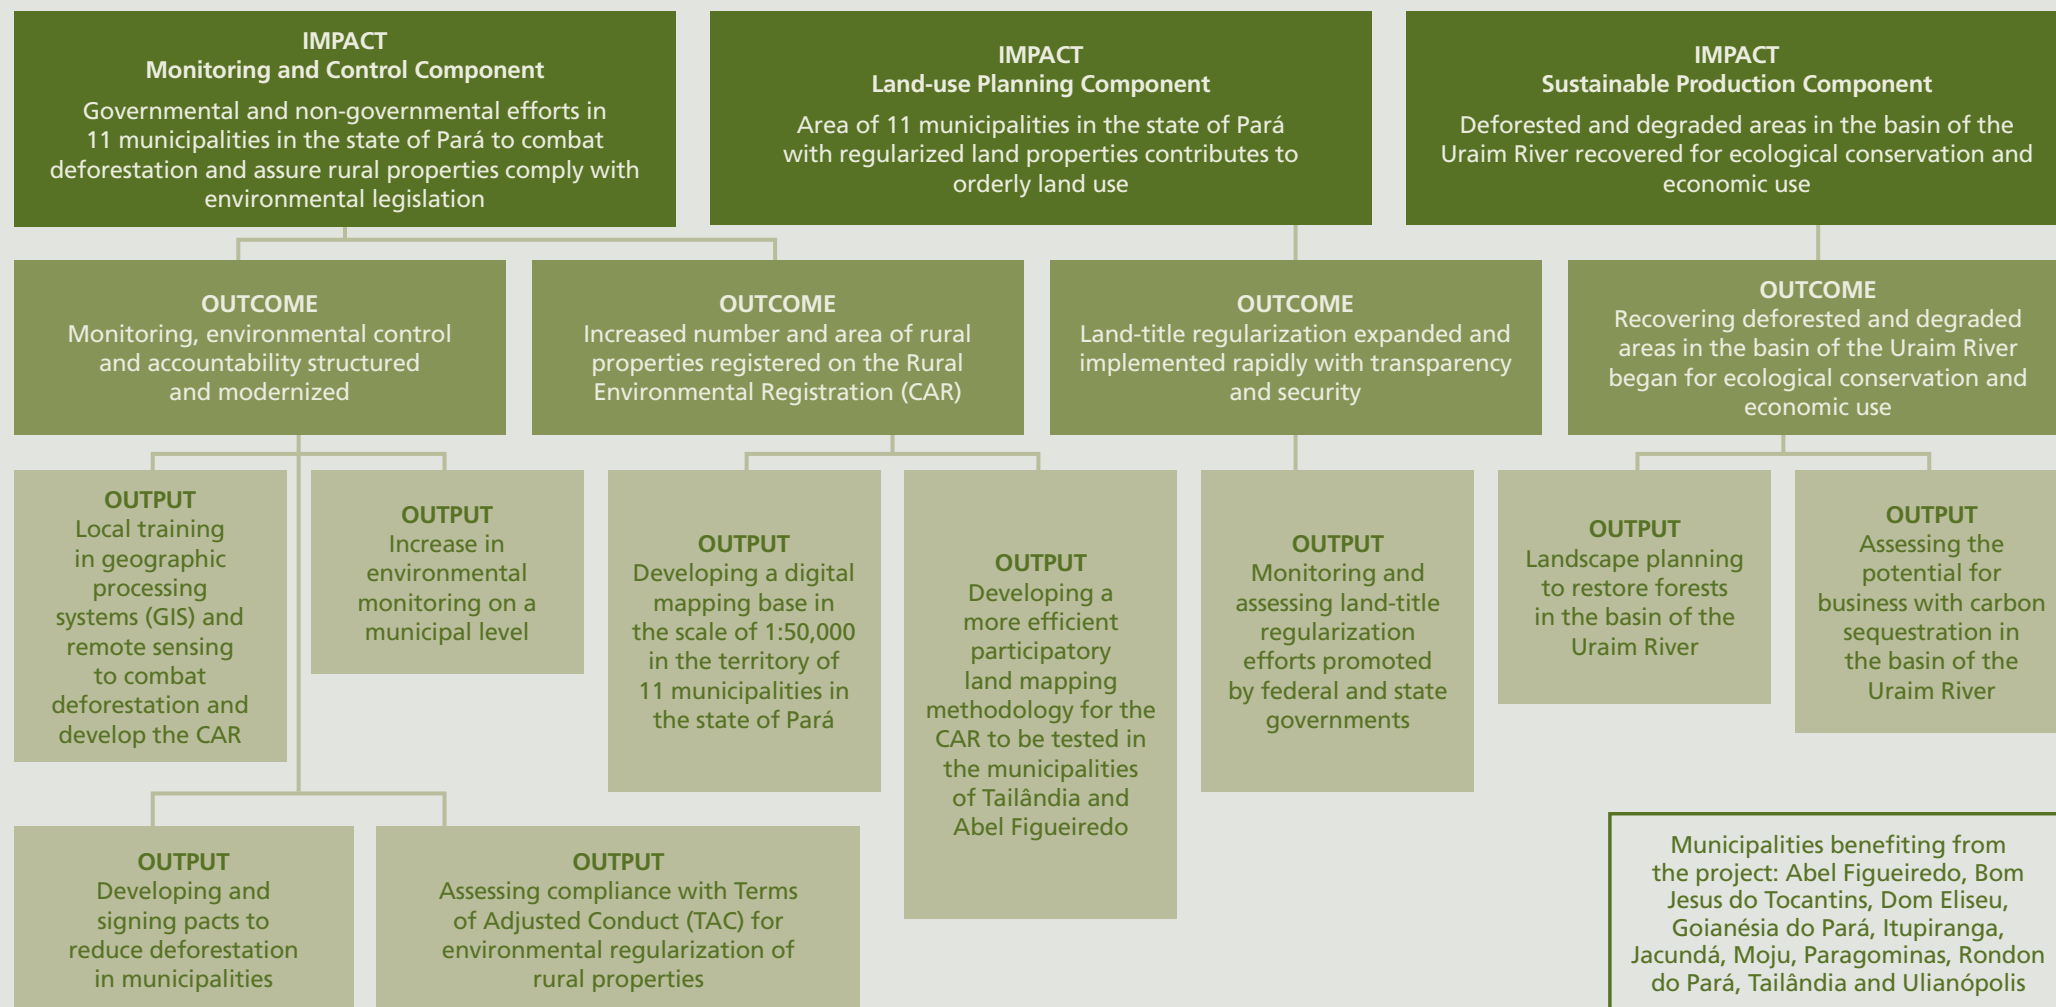 IMPACT
Monitoring and Control Component
Governmental and non-governmental efforts in
11 municipalities in the state of Pará to combat
deforestation and assure rural properties comply with
environmental legislation
IMPACT
Land-use Planning Component
Area of 11 municipalities in the state of Pará
with regularized land properties contributes to
orderly land use
IMPACT
Sustainable Production Component
Deforested and degraded areas in the basin of the
Uraim River recovered for ecological conservation and
economic use
OUTCOME
Monitoring, environmental control
and accountability structured
and modernized
OUTCOME
Increased number and area of rural
properties registered on the Rural
Environmental Registration (CAR)
OUTCOME
Land-title regularization expanded and
implemented rapidly with transparency
and security
OUTCOME
Recovering deforested and degraded
areas in the basin of the Uraim River
began for ecological conservation and
economic use
OUTPUT
Local training
in geographic
processing
systems (GIS) and
remote sensing
to combat
deforestation and
develop the CAR
OUTPUT
Increase in
environmental
monitoring on a
municipal level
OUTPUT
Developing a digital
mapping base in
the scale of 1:50,000
in the territory of
11 municipalities in
the state of Pará
OUTPUT
Developing a
more efficient
participatory
land mapping
methodology for the
CAR to be tested in
the municipalities
of Tailândia and
Abel Figueiredo
OUTPUT
Monitoring and
assessing land-title
regularization
efforts promoted
by federal and state
governments
OUTPUT
Landscape planning
to restore forests
in the basin of the
Uraim River
OUTPUT
Assessing the
potential for
business with carbon
sequestration in
the basin of the
Uraim River
OUTPUT
Developing and
signing pacts to
reduce deforestation
in municipalities
OUTPUT
Assessing compliance with Terms
of Adjusted Conduct (TAC) for
environmental regularization of
rural properties
Municipalities benefiting from
the project: Abel Figueiredo, Bom
Jesus do Tocantins, Dom Eliseu,
Goianésia do Pará, Itupiranga,
Jacundá, Moju, Paragominas, Rondon
do Pará, Tailândia and Ulianópolis